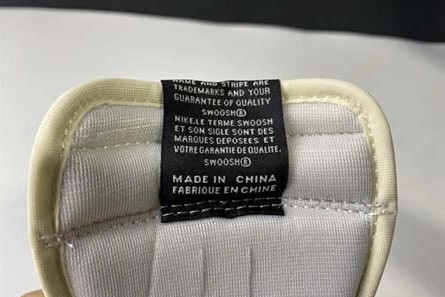 NAME AND STRIPE ARE
TRADEMARKS AND YOUR
GUARANTEE OF QUALITY
SWOOSH®
NIKE.LE TERME SWOOSH
ET SON SIGLE SONT DES
MARQUES DEPOSEES ET
VOTRE GARANTIE DE QUALITE.
SWOOSH®
MADE IN CHINA
FABRIQUE EN CHINE